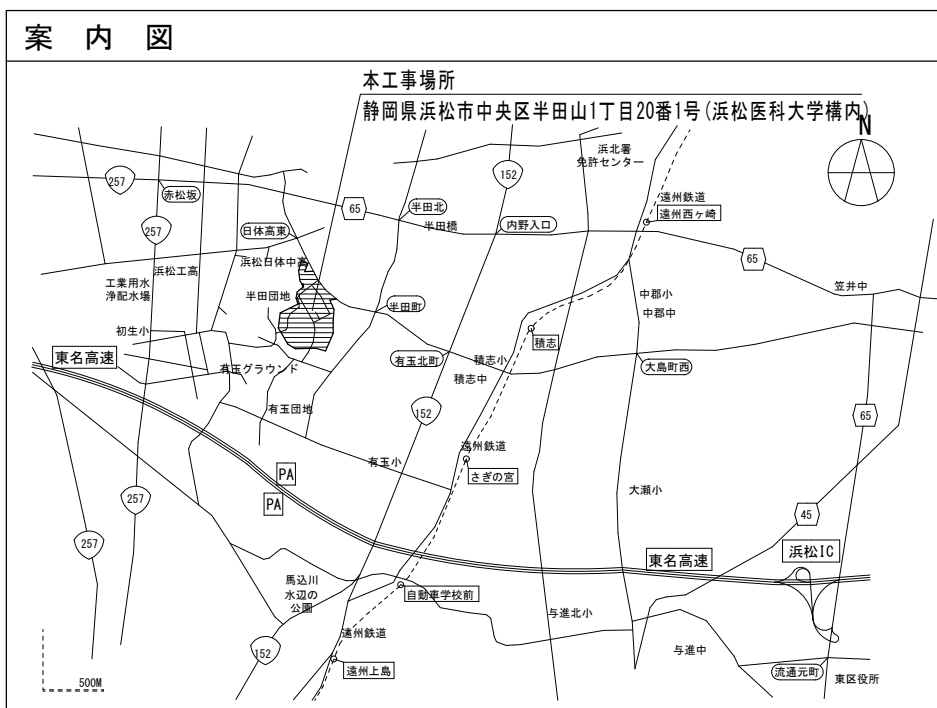 案内図
本工事場所
静岡県浜松市中央区半田山1丁目20番1号(浜松医科大学構内)
N
浜北署
免許センター
257
赤松坂
65
半田北
半田橋
152
内野入口
遠州鉄道
遠州西ヶ崎
257
日体高東
浜松工高
浜松日体中高
65
工業用水
浄配水場
半田団地
半田町
中郡小
中郡中
笠井中
初生小
積志
東名高速
有玉グラウンド
有玉北町
積志小
積志中
大島町西
有玉団地
152
65
有玉小
遠州鉄道
さぎの宮
PA
PA
大瀬小
257
45
257
東名高速
浜松IC
馬込川
水辺の
公園
自動車学校前
与進北小
遠州鉄道
152
与進中
遠州上島
流通元町
東区役所
500M